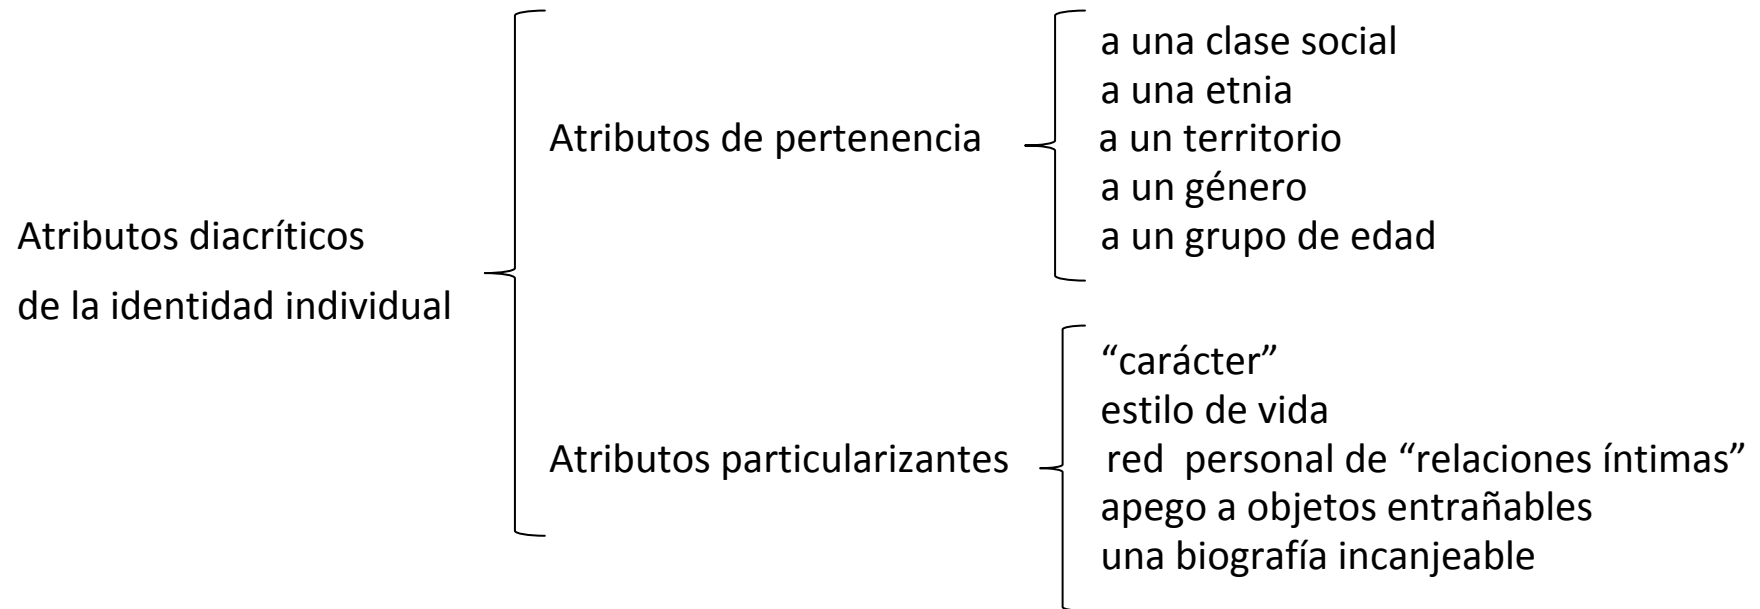 Atributos diacríticos
de la identidad individual
Atributos de pertenencia
a una clase social
a una etnia
a un territorio
a un género
a un grupo de edad
Atributos particularizantes
“carácter”
estilo de vida
red personal de “relaciones íntimas”
apego a objetos entrañables
una biografía incanjeable